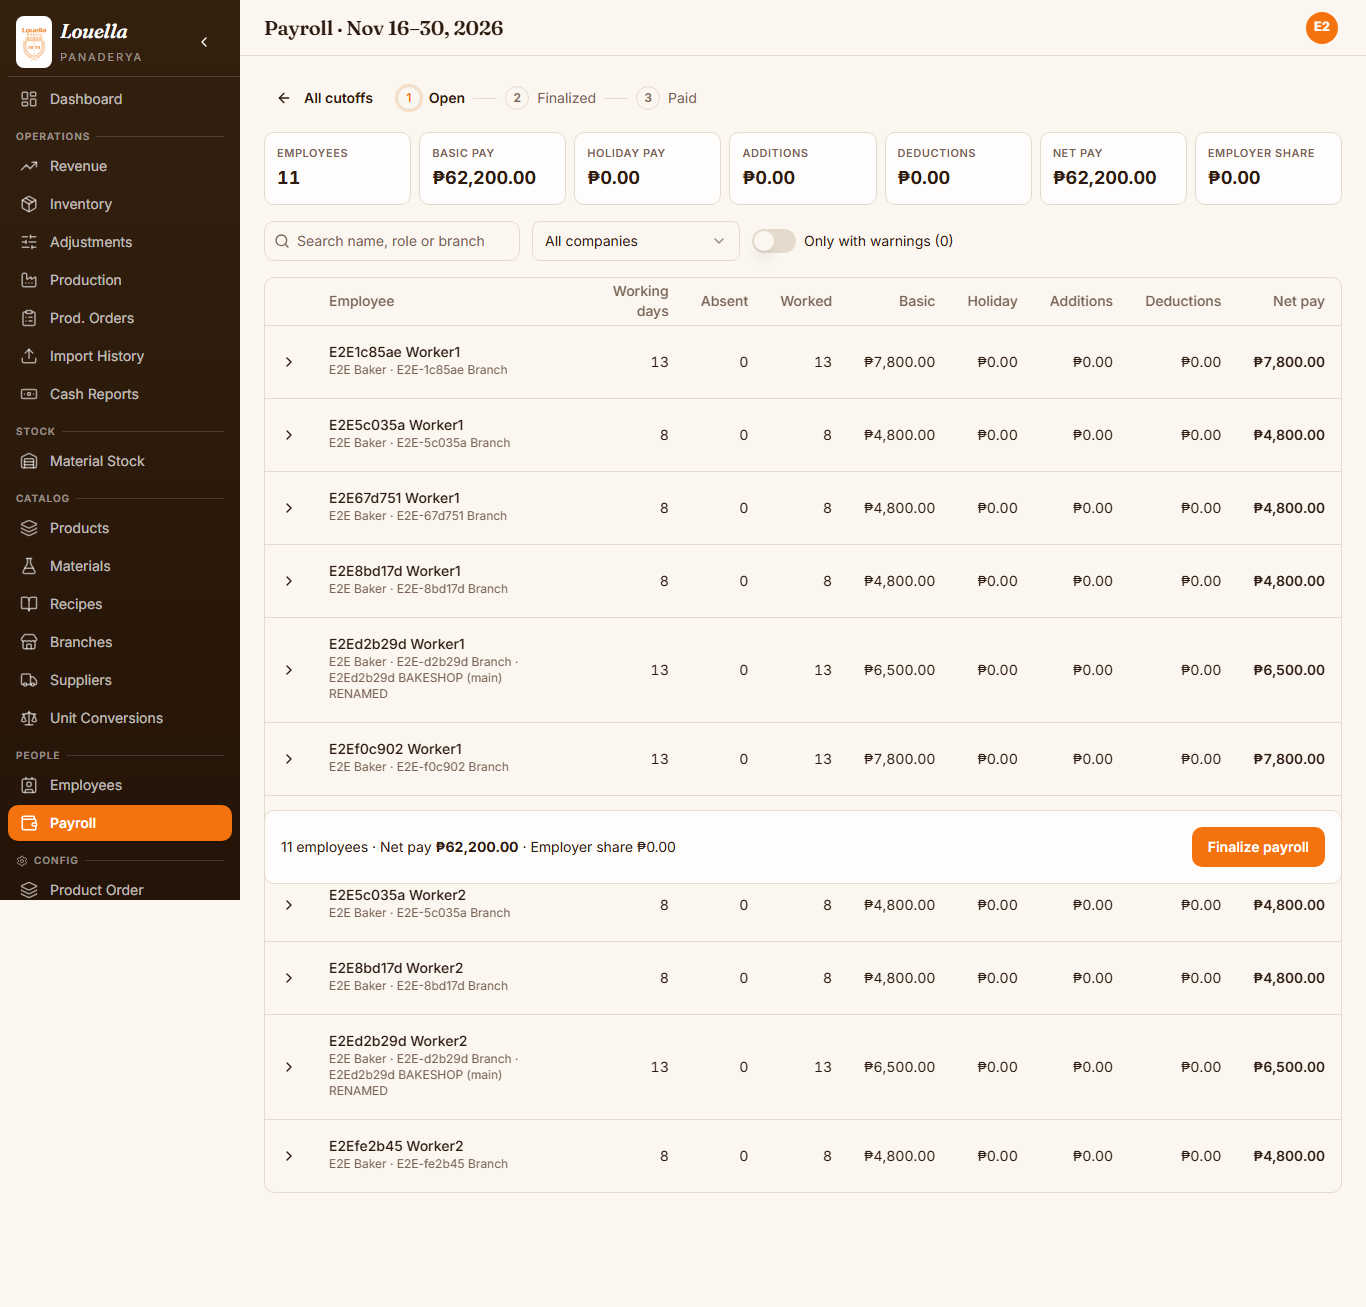 Louella
PANADERYA
Dashboard
OPERATIONS
Revenue
Inventory
Adjustments
Production
Prod. Orders
Import History
Cash Reports
STOCK
Material Stock
CATALOG
Products
Materials
Recipes
Branches
Suppliers
Unit Conversions
PEOPLE
Employees
Payroll
CONFIG
Product Order
Payroll · Nov 16–30, 2026
E2
All cutoffs
1 Open
2 Finalized
3 Paid
EMPLOYEES
11
BASIC PAY
₱62,200.00
HOLIDAY PAY
₱0.00
ADDITIONS
₱0.00
DEDUCTIONS
₱0.00
NET PAY
₱62,200.00
EMPLOYER SHARE
₱0.00
Search name, role or branch
All companies
Only with warnings (0)
Employee Working days Absent Worked Basic Holiday Additions Deductions Net pay
E2E1c85ae Worker1
E2E Baker · E2E-1c85ae Branch
13 0 13 ₱7,800.00 ₱0.00 ₱0.00 ₱0.00 ₱7,800.00
E2E5c035a Worker1
E2E Baker · E2E-5c035a Branch
8 0 8 ₱4,800.00 ₱0.00 ₱0.00 ₱0.00 ₱4,800.00
E2E67d751 Worker1
E2E Baker · E2E-67d751 Branch
8 0 8 ₱4,800.00 ₱0.00 ₱0.00 ₱0.00 ₱4,800.00
E2E8bd17d Worker1
E2E Baker · E2E-8bd17d Branch
8 0 8 ₱4,800.00 ₱0.00 ₱0.00 ₱0.00 ₱4,800.00
E2Ed2b29d Worker1
E2E Baker · E2E-d2b29d Branch ·
E2Ed2b29d BAKESHOP (main)
RENAMED
13 0 13 ₱6,500.00 ₱0.00 ₱0.00 ₱0.00 ₱6,500.00
E2Ef0c902 Worker1
E2E Baker · E2E-f0c902 Branch
13 0 13 ₱7,800.00 ₱0.00 ₱0.00 ₱0.00 ₱7,800.00
11 employees · Net pay ₱62,200.00 · Employer share ₱0.00
Finalize payroll
E2E5c035a Worker2
E2E Baker · E2E-5c035a Branch
8 0 8 ₱4,800.00 ₱0.00 ₱0.00 ₱0.00 ₱4,800.00
E2E8bd17d Worker2
E2E Baker · E2E-8bd17d Branch
8 0 8 ₱4,800.00 ₱0.00 ₱0.00 ₱0.00 ₱4,800.00
E2Ed2b29d Worker2
E2E Baker · E2E-d2b29d Branch ·
E2Ed2b29d BAKESHOP (main)
RENAMED
13 0 13 ₱6,500.00 ₱0.00 ₱0.00 ₱0.00 ₱6,500.00
E2Efe2b45 Worker2
E2E Baker · E2E-fe2b45 Branch
8 0 8 ₱4,800.00 ₱0.00 ₱0.00 ₱0.00 ₱4,800.00